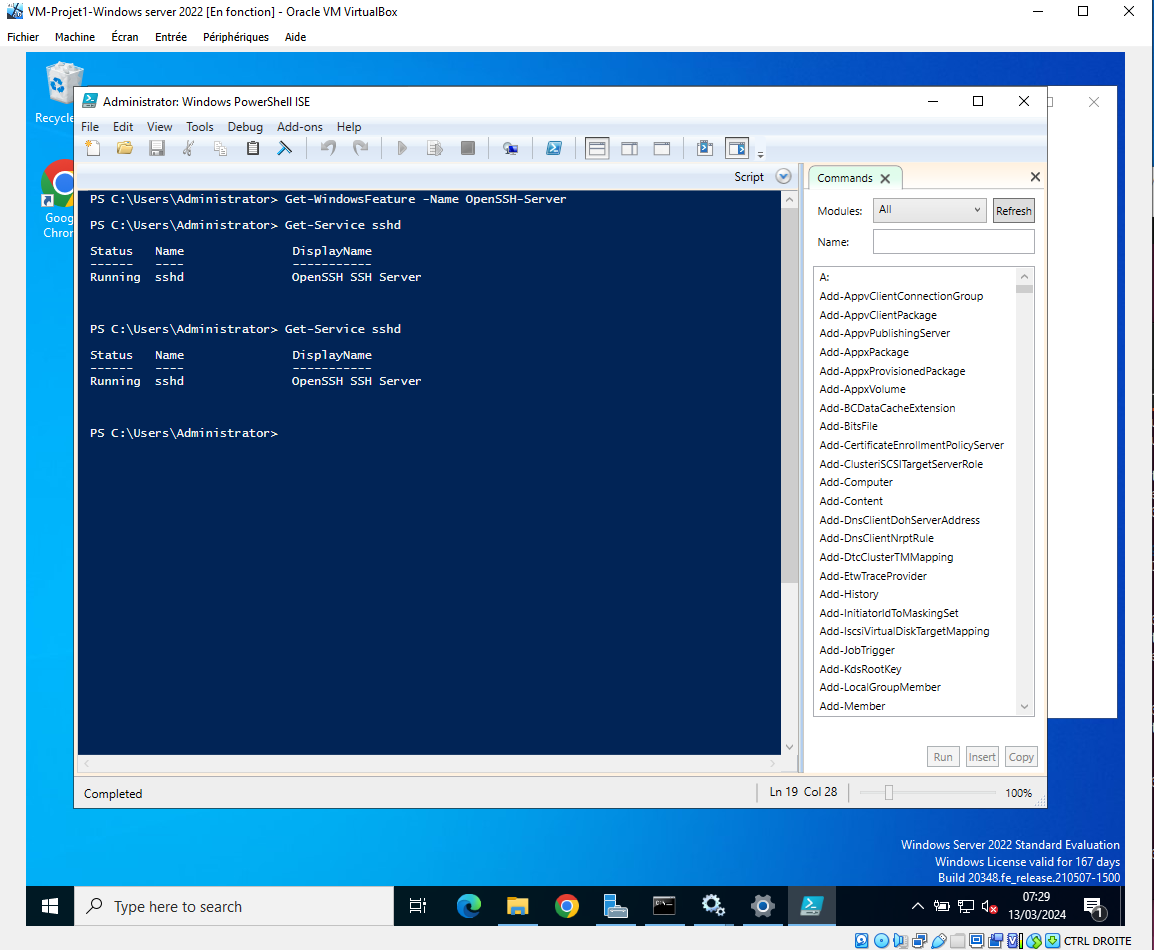 VM-Projet1-Windows server 2022 [En fonction] - Oracle VM VirtualBox
Fichier Machine Écran Entrée Périphériques Aide
Recycle
Goog
Chron
Administrator: Windows PowerShell ISE
File Edit View Tools Debug Add-ons Help
Script
PS C:\Users\Administrator> Get-WindowsFeature -Name OpenSSH-Server
PS C:\Users\Administrator> Get-Service sshd
Status Name DisplayName
------ ---- -----------
Running sshd OpenSSH SSH Server
PS C:\Users\Administrator> Get-Service sshd
Status Name DisplayName
------ ---- -----------
Running sshd OpenSSH SSH Server
PS C:\Users\Administrator>
Commands
Modules: All Refresh
Name:
A:
Add-AppvClientConnectionGroup
Add-AppvClientPackage
Add-AppvPublishingServer
Add-AppxPackage
Add-AppxProvisionedPackage
Add-AppxVolume
Add-BCDataCacheExtension
Add-BitsFile
Add-CertificateEnrollmentPolicyServer
Add-ClusteriSCSITargetServerRole
Add-Computer
Add-Content
Add-DnsClientDohServerAddress
Add-DnsClientNrptRule
Add-DtcClusterTMMapping
Add-EtwTraceProvider
Add-History
Add-InitiatorIdToMaskingSet
Add-IscsiVirtualDiskTargetMapping
Add-JobTrigger
Add-KdsRootKey
Add-LocalGroupMember
Add-Member
Run Insert Copy
Completed
Ln 19 Col 28
100%
Windows Server 2022 Standard Evaluation
Windows License valid for 167 days
Build 20348.fe_release.210507-1500
Type here to search
07:29
13/03/2024
1
CTRL DROITE